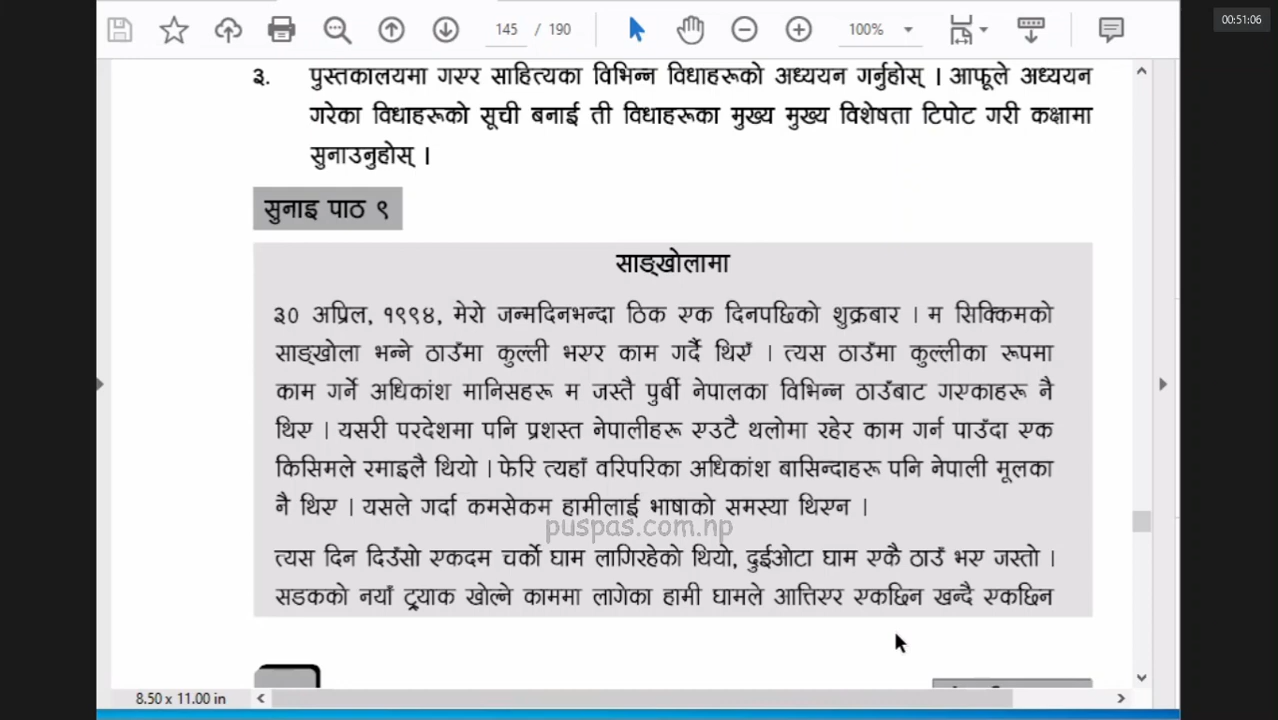 00:51:06
145 / 190
100%
३. पुस्तकालयमा गएर साहित्यका विभिन्न विधाहरूको अध्ययन गर्नुहोस् । आफूले अध्ययन
गरेका विधाहरूको सूची बनाई ती विधाहरूका मुख्य मुख्य विशेषता टिपोट गरी कक्षामा
सुनाउनुहोस् ।
सुनाइ पाठ ९
साङ्खोलामा
३० अप्रिल, १९९४, मेरो जन्मदिनभन्दा ठिक एक दिनपछिको शुक्रबार । म सिक्किमको
साङ्खोला भन्ने ठाउँमा कुल्ली भएर काम गर्दै थिएँ । त्यस ठाउँमा कुल्लीका रूपमा
काम गर्ने अधिकांश मानिसहरू म जस्तै पुर्बी नेपालका विभिन्न ठाउँबाट गएकाहरू नै
थिए । यसरी परदेशमा पनि प्रशस्त नेपालीहरू एउटै थलोमा रहेर काम गर्न पाउँदा एक
किसिमले रमाइलै थियो । फेरि त्यहाँ वरिपरिका अधिकांश बासिन्दाहरू पनि नेपाली मूलका
नै थिए । यसले गर्दा कमसेकम हामीलाई भाषाको समस्या थिएन ।
puspas.com.np
त्यस दिन दिउँसो एकदम चर्को घाम लागिरहेको थियो, दुईओटा घाम एकै ठाउँ भए जस्तो ।
सडकको नयाँ ट्र्याक खोल्ने काममा लागेका हामी घामले आत्तिएर एकछिन खन्दै एकछिन
8.50 x 11.00 in